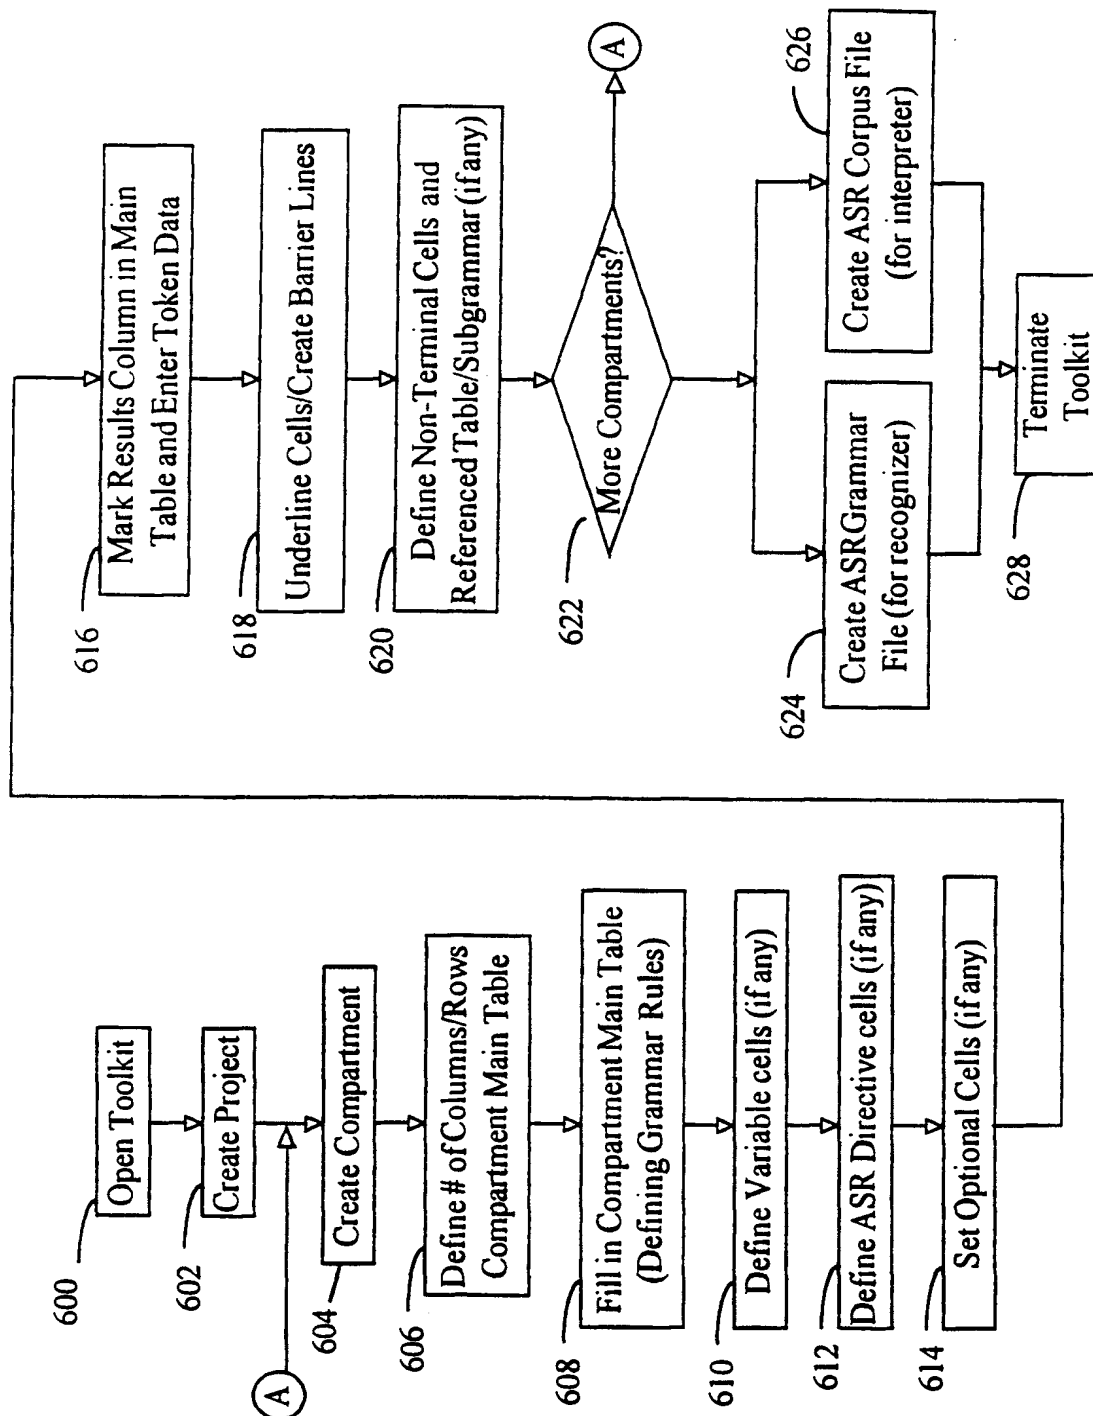 600
Open Toolkit
602
Create Project
A
604
Create Compartment
606
Define # of Columns/Rows
Compartment Main Table
608
Fill in Compartment Main Table
(Defining Grammar Rules)
610
Define Variable cells (if any)
612
Define ASR Directive cells (if any)
614
Set Optional Cells (if any)
616
Mark Results Column in Main
Table and Enter Token Data
618
Underline Cells/Create Barrier Lines
620
Define Non-Terminal Cells and
Referenced Table/Subgrammar (if any)
622
More Compartments?
A
624
Create ASR Grammar
File (for recognizer)
626
Create ASR Corpus File
(for interpreter)
628
Terminate
Toolkit